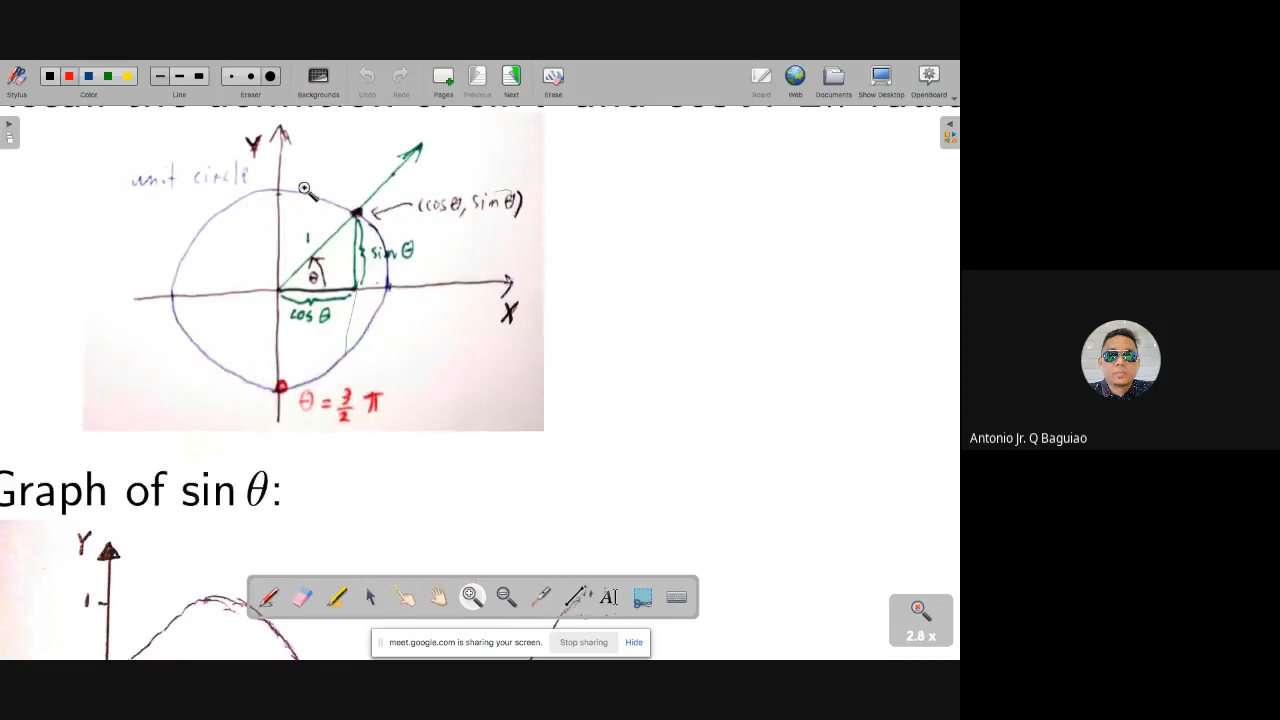 Stylus
Color
Line
Eraser
Backgrounds
Undo
Redo
Pages
Previous
Next
Erase
Board
Web
Documents
Show Desktop
OpenBoard
Y
unit circle
(cos θ, sin θ)
1
sin θ
θ
cos θ
X
θ = 3/2 π
Graph of sin θ:
Y
1
meet.google.com is sharing your screen.
Stop sharing
Hide
2.8 x
Antonio Jr. Q Baguiao